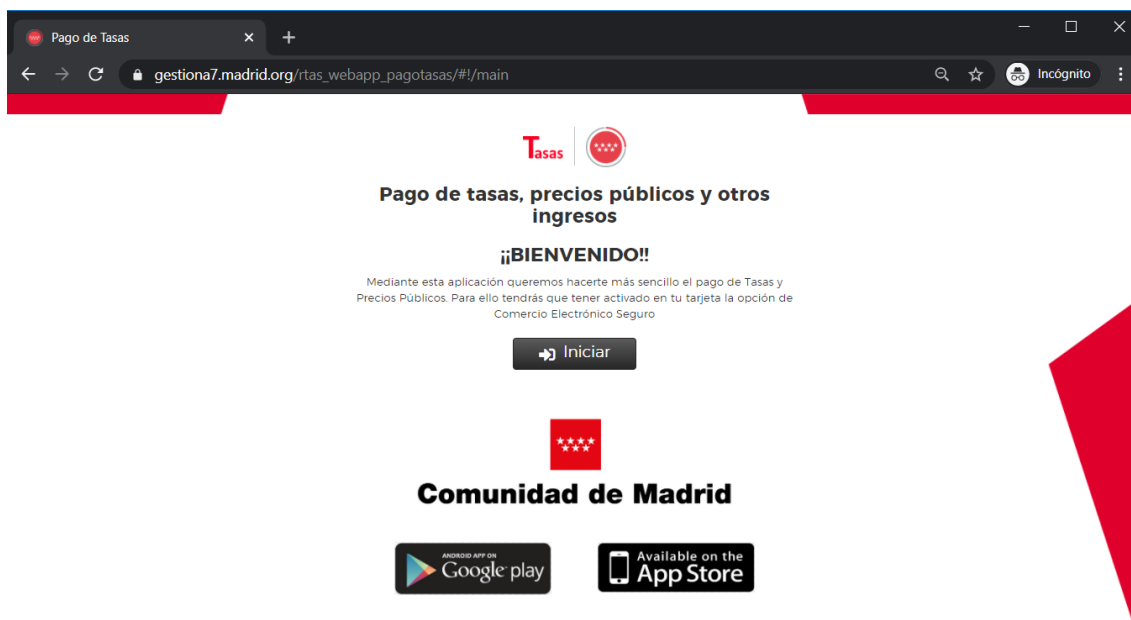 Pago de Tasas
gestiona7.madrid.org/rtas_webapp_pagotasas/#!/main
Incógnito
Tasas
Pago de tasas, precios públicos y otros
ingresos
¡¡BIENVENIDO!!
Mediante esta aplicación queremos hacerte más sencillo el pago de Tasas y
Precios Públicos. Para ello tendrás que tener activado en tu tarjeta la opción de
Comercio Electrónico Seguro
Iniciar
Comunidad de Madrid
ANDROID APP ON
Google play
Available on the
App Store